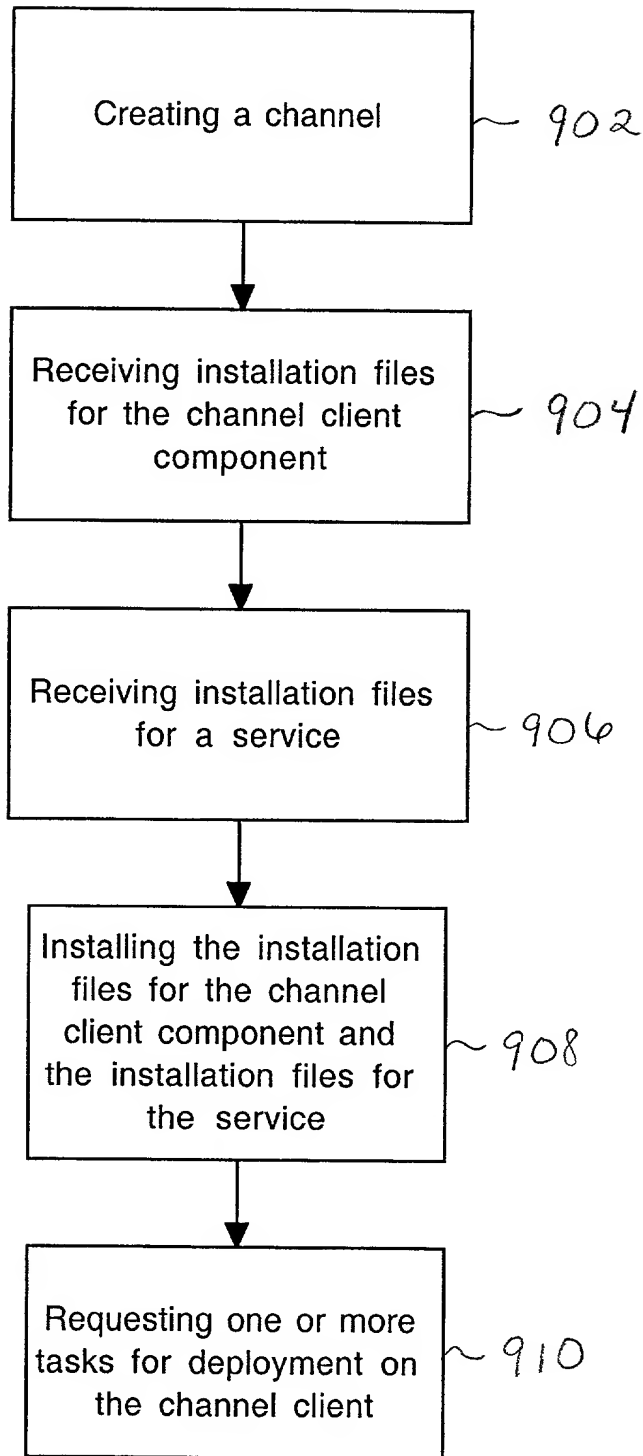 Creating a channel
902
Receiving installation files
for the channel client
component
904
Receiving installation files
for a service
906
Installing the installation
files for the channel
client component and
the installation files for
the service
908
Requesting one or more
tasks for deployment on
the channel client
910